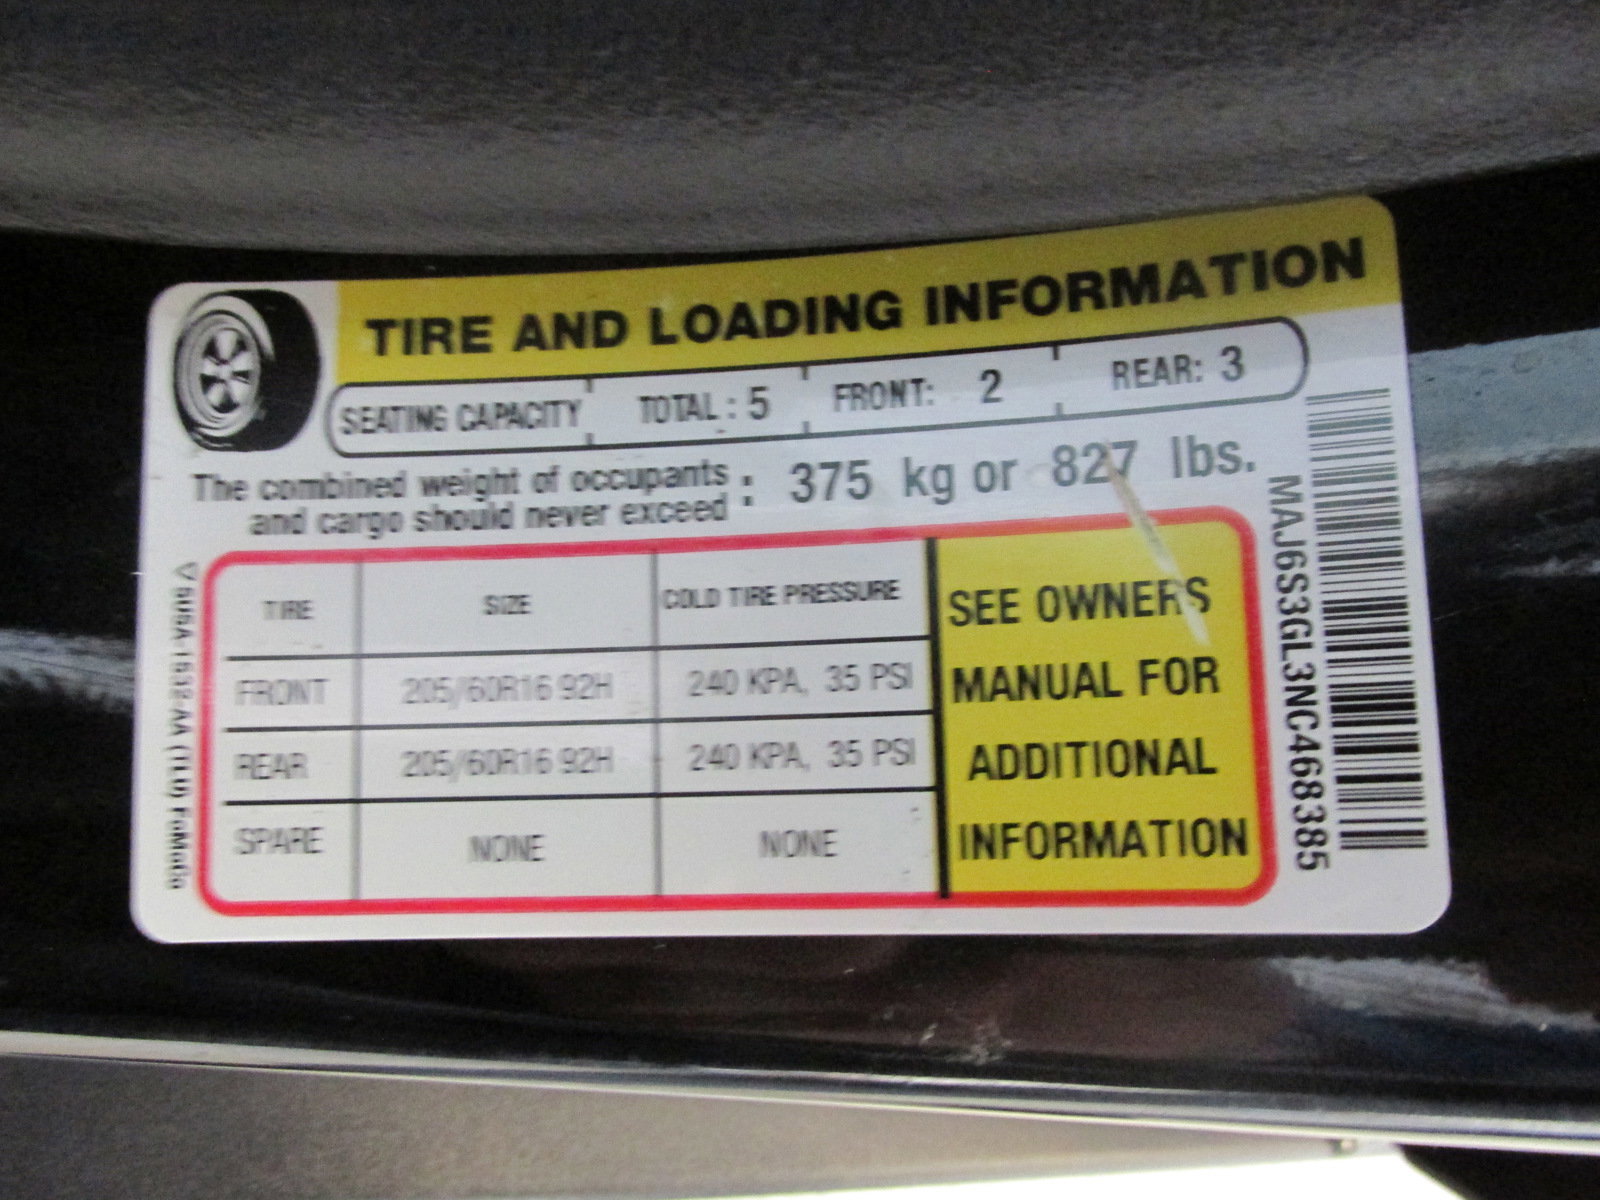 TIRE AND LOADING INFORMATION
SEATING CAPACITY TOTAL: 5 FRONT: 2 REAR: 3
The combined weight of occupants
and cargo should never exceed : 375 kg or 827 lbs.
TIRE SIZE COLD TIRE PRESSURE
FRONT 205/60R16 92H 240 KPA, 35 PSI
REAR 205/60R16 92H 240 KPA, 35 PSI
SPARE NONE NONE
SEE OWNERS
MANUAL FOR
ADDITIONAL
INFORMATION
MAJ6S3GL3NC468385
FoMoCo